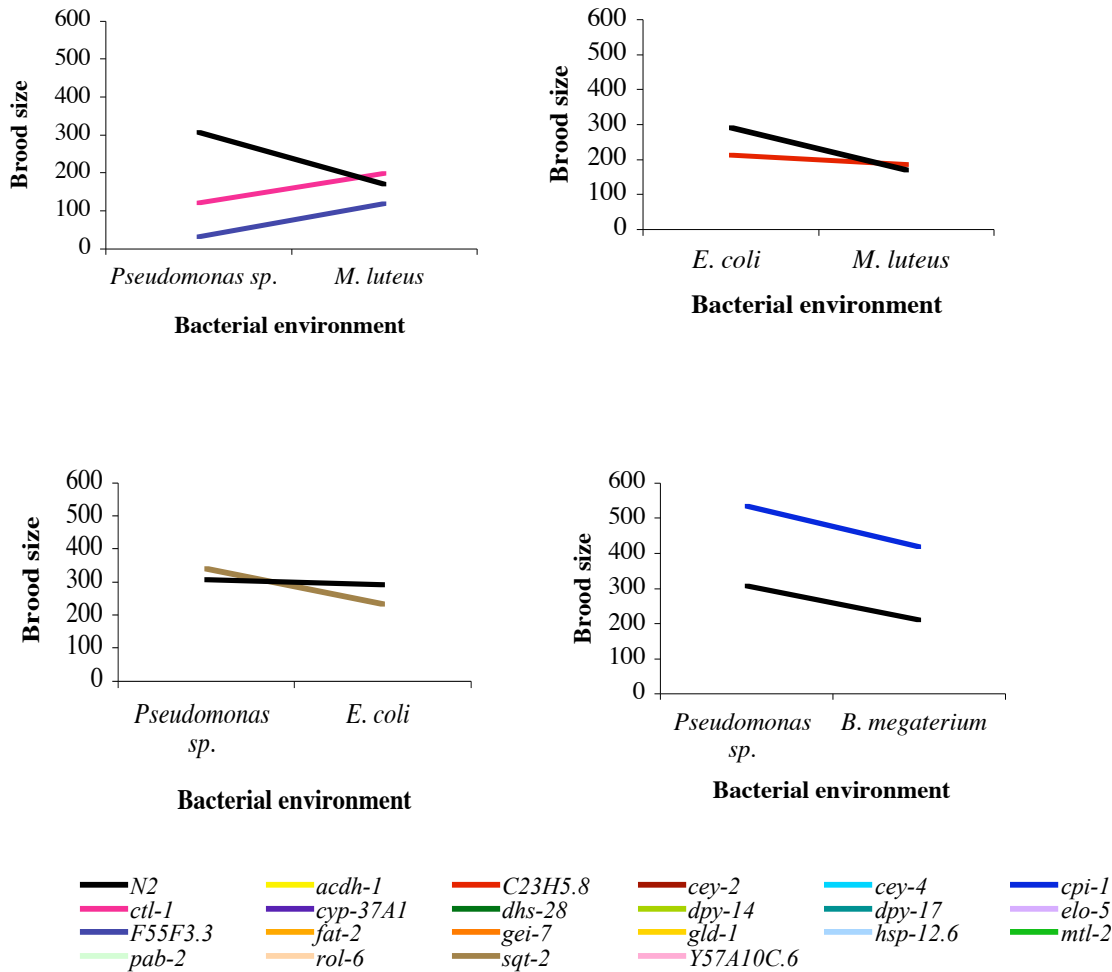 600
500
400
300
200
100
0
Brood size
Pseudomonas sp.
M. luteus
Bacterial environment
600
500
400
300
200
100
0
Brood size
E. coli
M. luteus
Bacterial environment
600
500
400
300
200
100
0
Brood size
Pseudomonas
sp.
E. coli
Bacterial environment
600
500
400
300
200
100
0
Brood size
Pseudomonas
sp.
B. megaterium
Bacterial environment
N2 acdh-1 C23H5.8 cey-2 cey-4 cpi-1
ctl-1 cyp-37A1 dhs-28 dpy-14 dpy-17 elo-5
F55F3.3 fat-2 gei-7 gld-1 hsp-12.6 mtl-2
pab-2 rol-6 sqt-2 Y57A10C.6